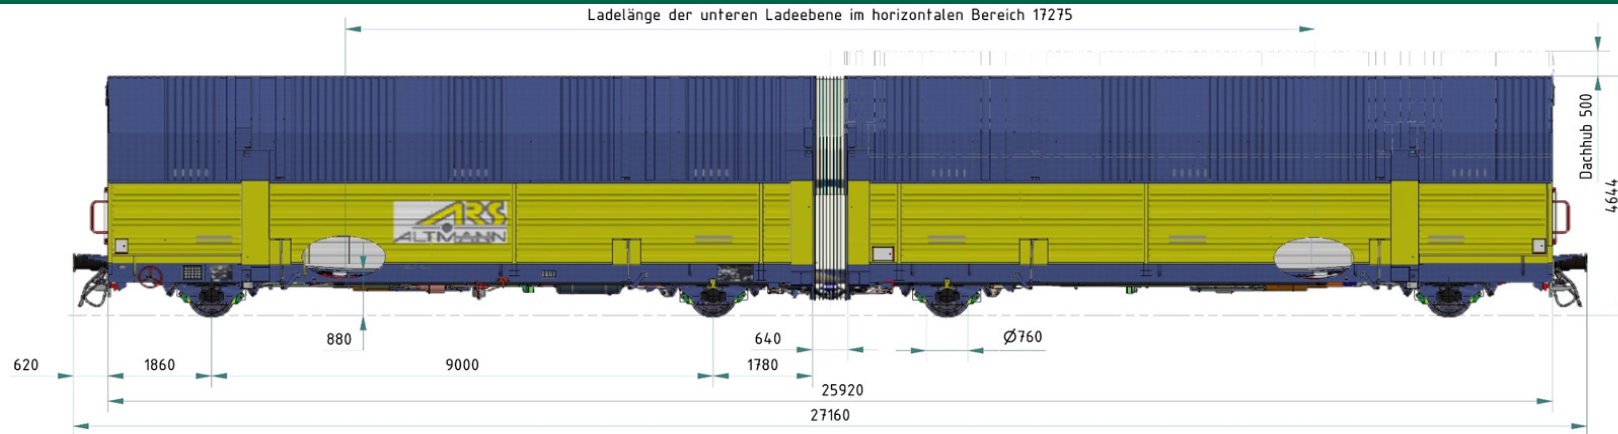 Ladelänge der unteren Ladeebene im horizontalen Bereich 17275
Dachhub 500
4644
ARS
ALTMANN
880
640
Ø760
620
1860
9000
1780
25920
27160